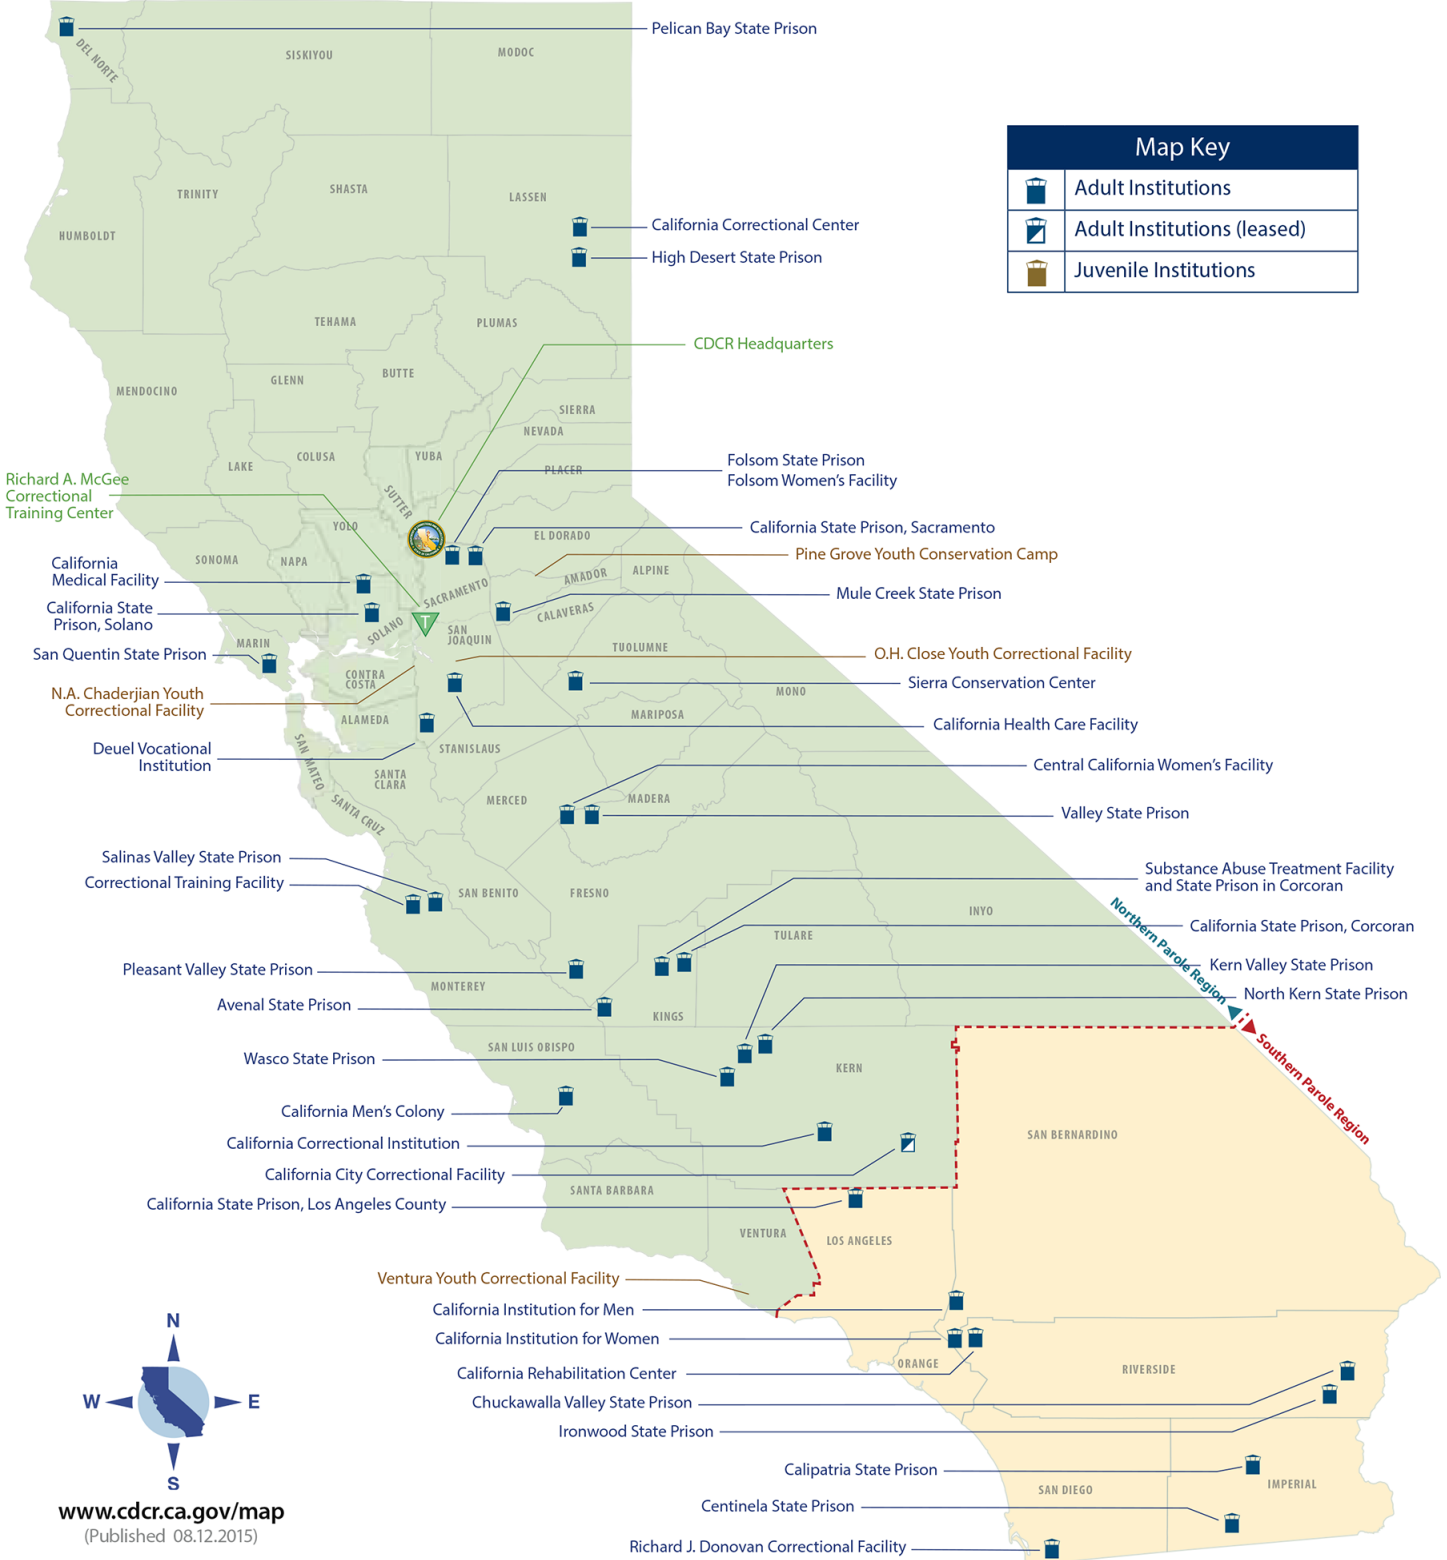 Pelican Bay State Prison
DEL NORTE
SISKIYOU
MODOC
Map Key
Adult Institutions
Adult Institutions (leased)
Juvenile Institutions
TRINITY
SHASTA
LASSEN
HUMBOLDT
California Correctional Center
High Desert State Prison
TEHAMA
PLUMAS
CDCR Headquarters
MENDOCINO
GLENN
BUTTE
SIERRA
NEVADA
LAKE
COLUSA
YUBA
PLACER
SUTTER
Folsom State Prison
Folsom Women's Facility
Richard A. McGee
Correctional
Training Center
YOLO
EL DORADO
California State Prison, Sacramento
Pine Grove Youth Conservation Camp
SONOMA
NAPA
SACRAMENTO
AMADOR
ALPINE
California
Medical Facility
Mule Creek State Prison
California State
Prison, Solano
SOLANO
T
CALAVERAS
MARIN
SAN
JOAQUIN
TUOLUMNE
San Quentin State Prison
O.H. Close Youth Correctional Facility
CONTRA
COSTA
Sierra Conservation Center
MONO
N.A. Chaderjian Youth
Correctional Facility
ALAMEDA
MARIPOSA
California Health Care Facility
Deuel Vocational
Institution
SAN MATEO
STANISLAUS
SANTA
CLARA
Central California Women's Facility
SANTA CRUZ
MERCED
MADERA
Valley State Prison
Salinas Valley State Prison
Correctional Training Facility
SAN BENITO
FRESNO
Substance Abuse Treatment Facility
and State Prison in Corcoran
INYO
TULARE
California State Prison, Corcoran
Northern Parole Region
Pleasant Valley State Prison
Kern Valley State Prison
MONTEREY
North Kern State Prison
Avenal State Prison
KINGS
Southern Parole Region
SAN LUIS OBISPO
Wasco State Prison
KERN
California Men's Colony
SAN BERNARDINO
California Correctional Institution
California City Correctional Facility
SANTA BARBARA
California State Prison, Los Angeles County
VENTURA
LOS ANGELES
Ventura Youth Correctional Facility
California Institution for Men
California Institution for Women
ORANGE
RIVERSIDE
California Rehabilitation Center
Chuckawalla Valley State Prison
Ironwood State Prison
Calipatria State Prison
SAN DIEGO
IMPERIAL
Centinela State Prison
Richard J. Donovan Correctional Facility
N
W
E
S
www.cdcr.ca.gov/map
(Published 08.12.2015)